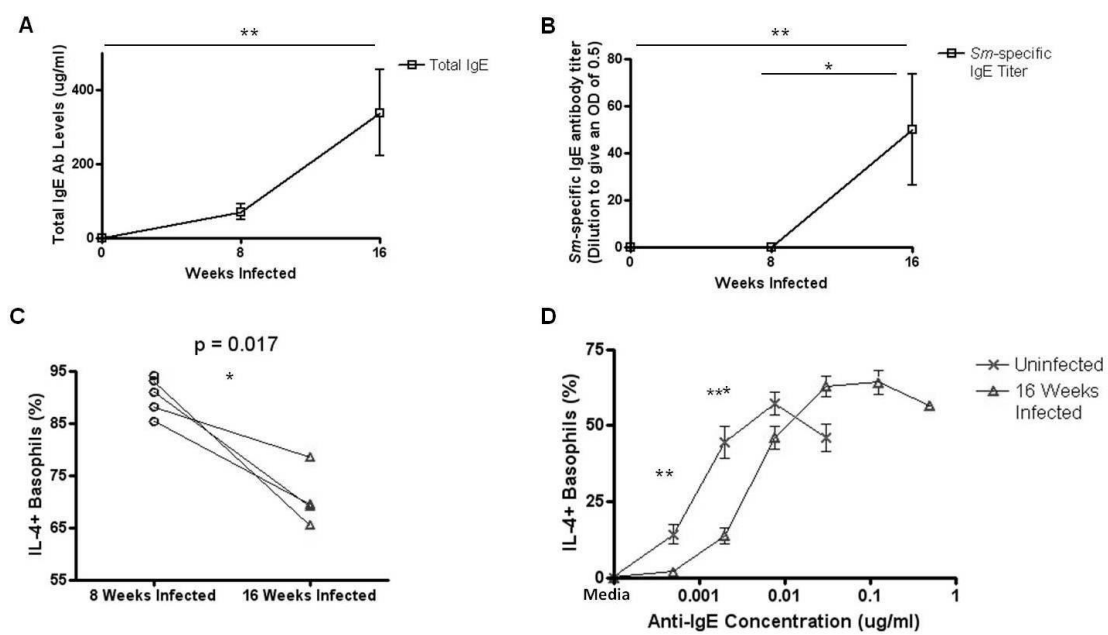 A
**
Total IgE Ab Levels (ug/ml)
400
200
0
0
8
16
Weeks Infected
Total IgE
B
**
*
Sm-specific IgE antibody titer
(Dilution to give an OD of 0.5)
80
60
40
20
0
0
8
16
Weeks Infected
Sm-specific
IgE Titer
C
p = 0.017
*
IL-4+ Basophils (%)
95
85
75
65
55
8 Weeks Infected
16 Weeks Infected
D
IL-4+ Basophils (%)
75
50
25
0
***
**
Media
0.001
0.01
0.1
1
Anti-IgE Concentration (ug/ml)
Uninfected
16 Weeks
Infected